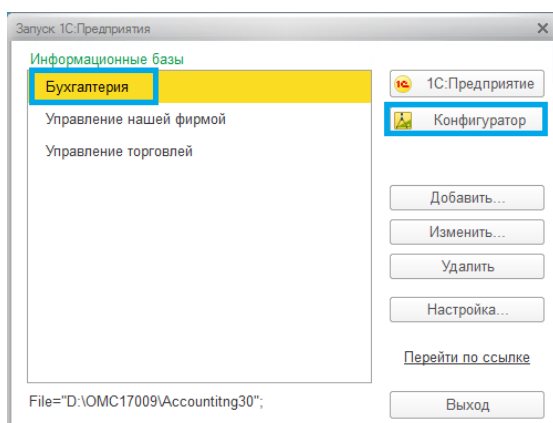 Запуск 1С:Предприятия
Информационные базы
Бухгалтерия
Управление нашей фирмой
Управление торговлей
1С:Предприятие
Конфигуратор
Добавить...
Изменить...
Удалить
Настройка...
Перейти по ссылке
Выход
File="D:\OMC17009\Accountitng30";